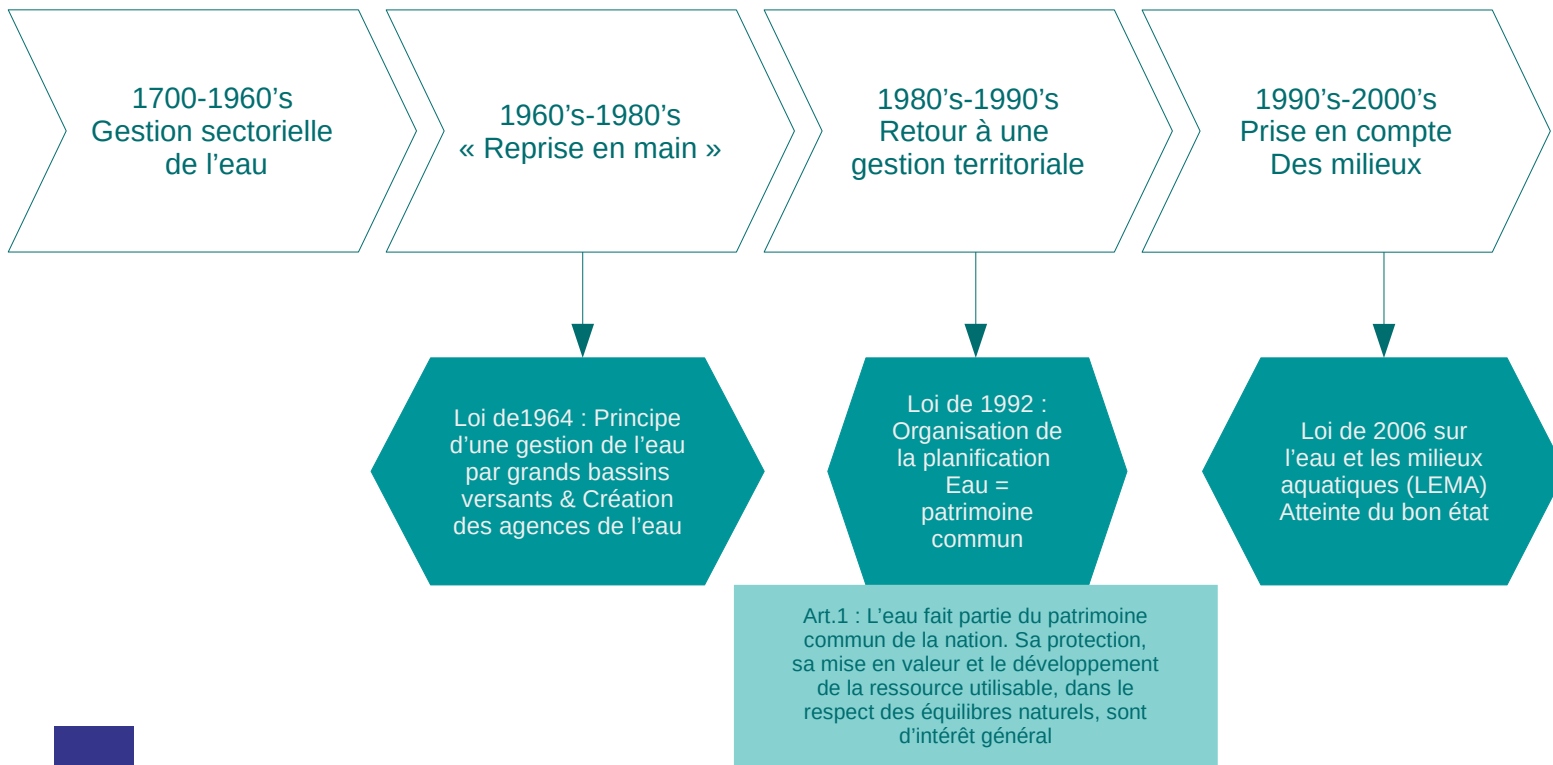 1700-1960’s
Gestion sectorielle
de l’eau
1960’s-1980’s
« Reprise en main »
1980’s-1990’s
Retour à une
gestion territoriale
1990’s-2000’s
Prise en compte
Des milieux
Loi de1964 : Principe
d’une gestion de l’eau
par grands bassins
versants & Création
des agences de l’eau
Loi de 1992 :
Organisation de
la planification
Eau =
patrimoine
commun
Loi de 2006 sur
l’eau et les milieux
aquatiques (LEMA)
Atteinte du bon état
Art.1 : L’eau fait partie du patrimoine
commun de la nation. Sa protection,
sa mise en valeur et le développement
de la ressource utilisable, dans le
respect des équilibres naturels, sont
d’intérêt général